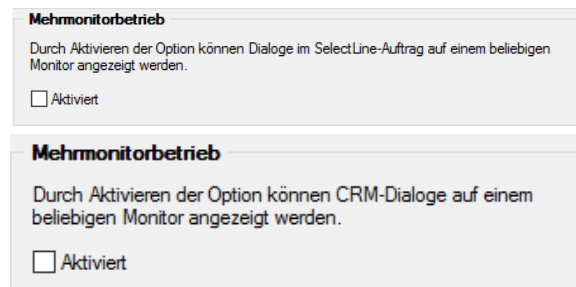 Mehrmonitorbetrieb
Durch Aktivieren der Option können Dialoge im SelectLine-Auftrag auf einem beliebigen
Monitor angezeigt werden.
Aktiviert
Mehrmonitorbetrieb
Durch Aktivieren der Option können CRM-Dialoge auf einem
beliebigen Monitor angezeigt werden.
Aktiviert